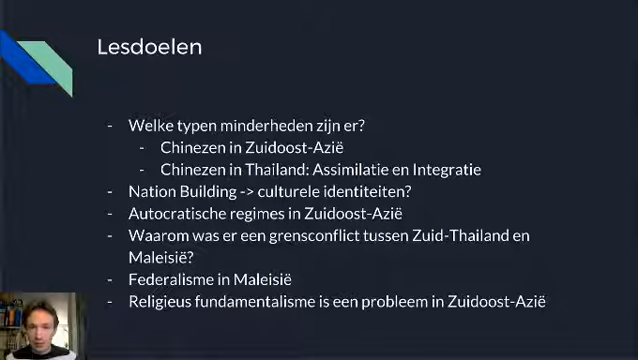 Lesdoelen
- Welke typen minderheden zijn er?
- Chinezen in Zuidoost-Azië
- Chinezen in Thailand: Assimilatie en Integratie
- Nation Building -> culturele identiteiten?
- Autocratische regimes in Zuidoost-Azië
- Waarom was er een grensconflict tussen Zuid-Thailand en
Maleisië?
- Federalisme in Maleisië
- Religieus fundamentalisme is een probleem in Zuidoost-Azië